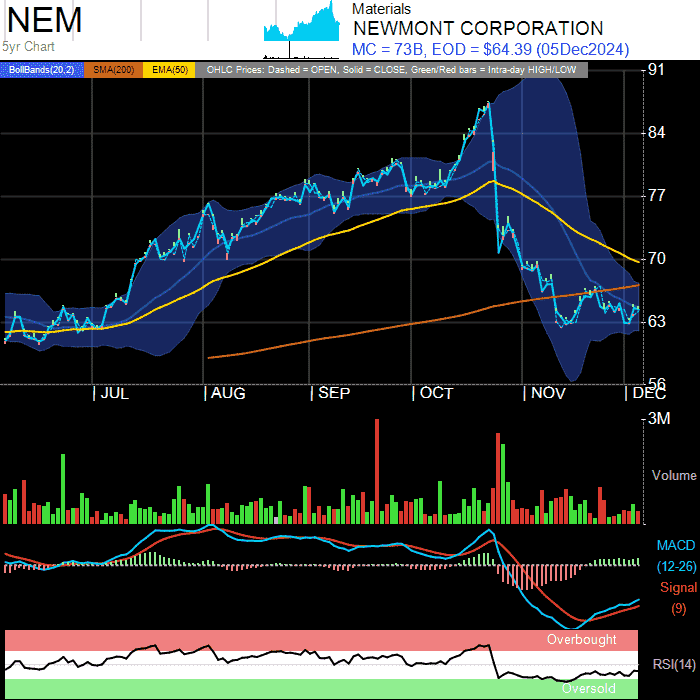 NEM
5yr Chart
Materials
NEWMONT CORPORATION
MC = 73B, EOD = $64.39 (05Dec2024)
BollBands(20,2) SMA(200) EMA(50) OHLC Prices: Dashed = OPEN, Solid = CLOSE, Green/Red bars = Intra-day HIGH/LOW
91
84
77
70
63
56
JUL AUG SEP OCT NOV DEC
3M
Volume
MACD
(12-26)
Signal
(9)
Overbought
RSI(14)
Oversold